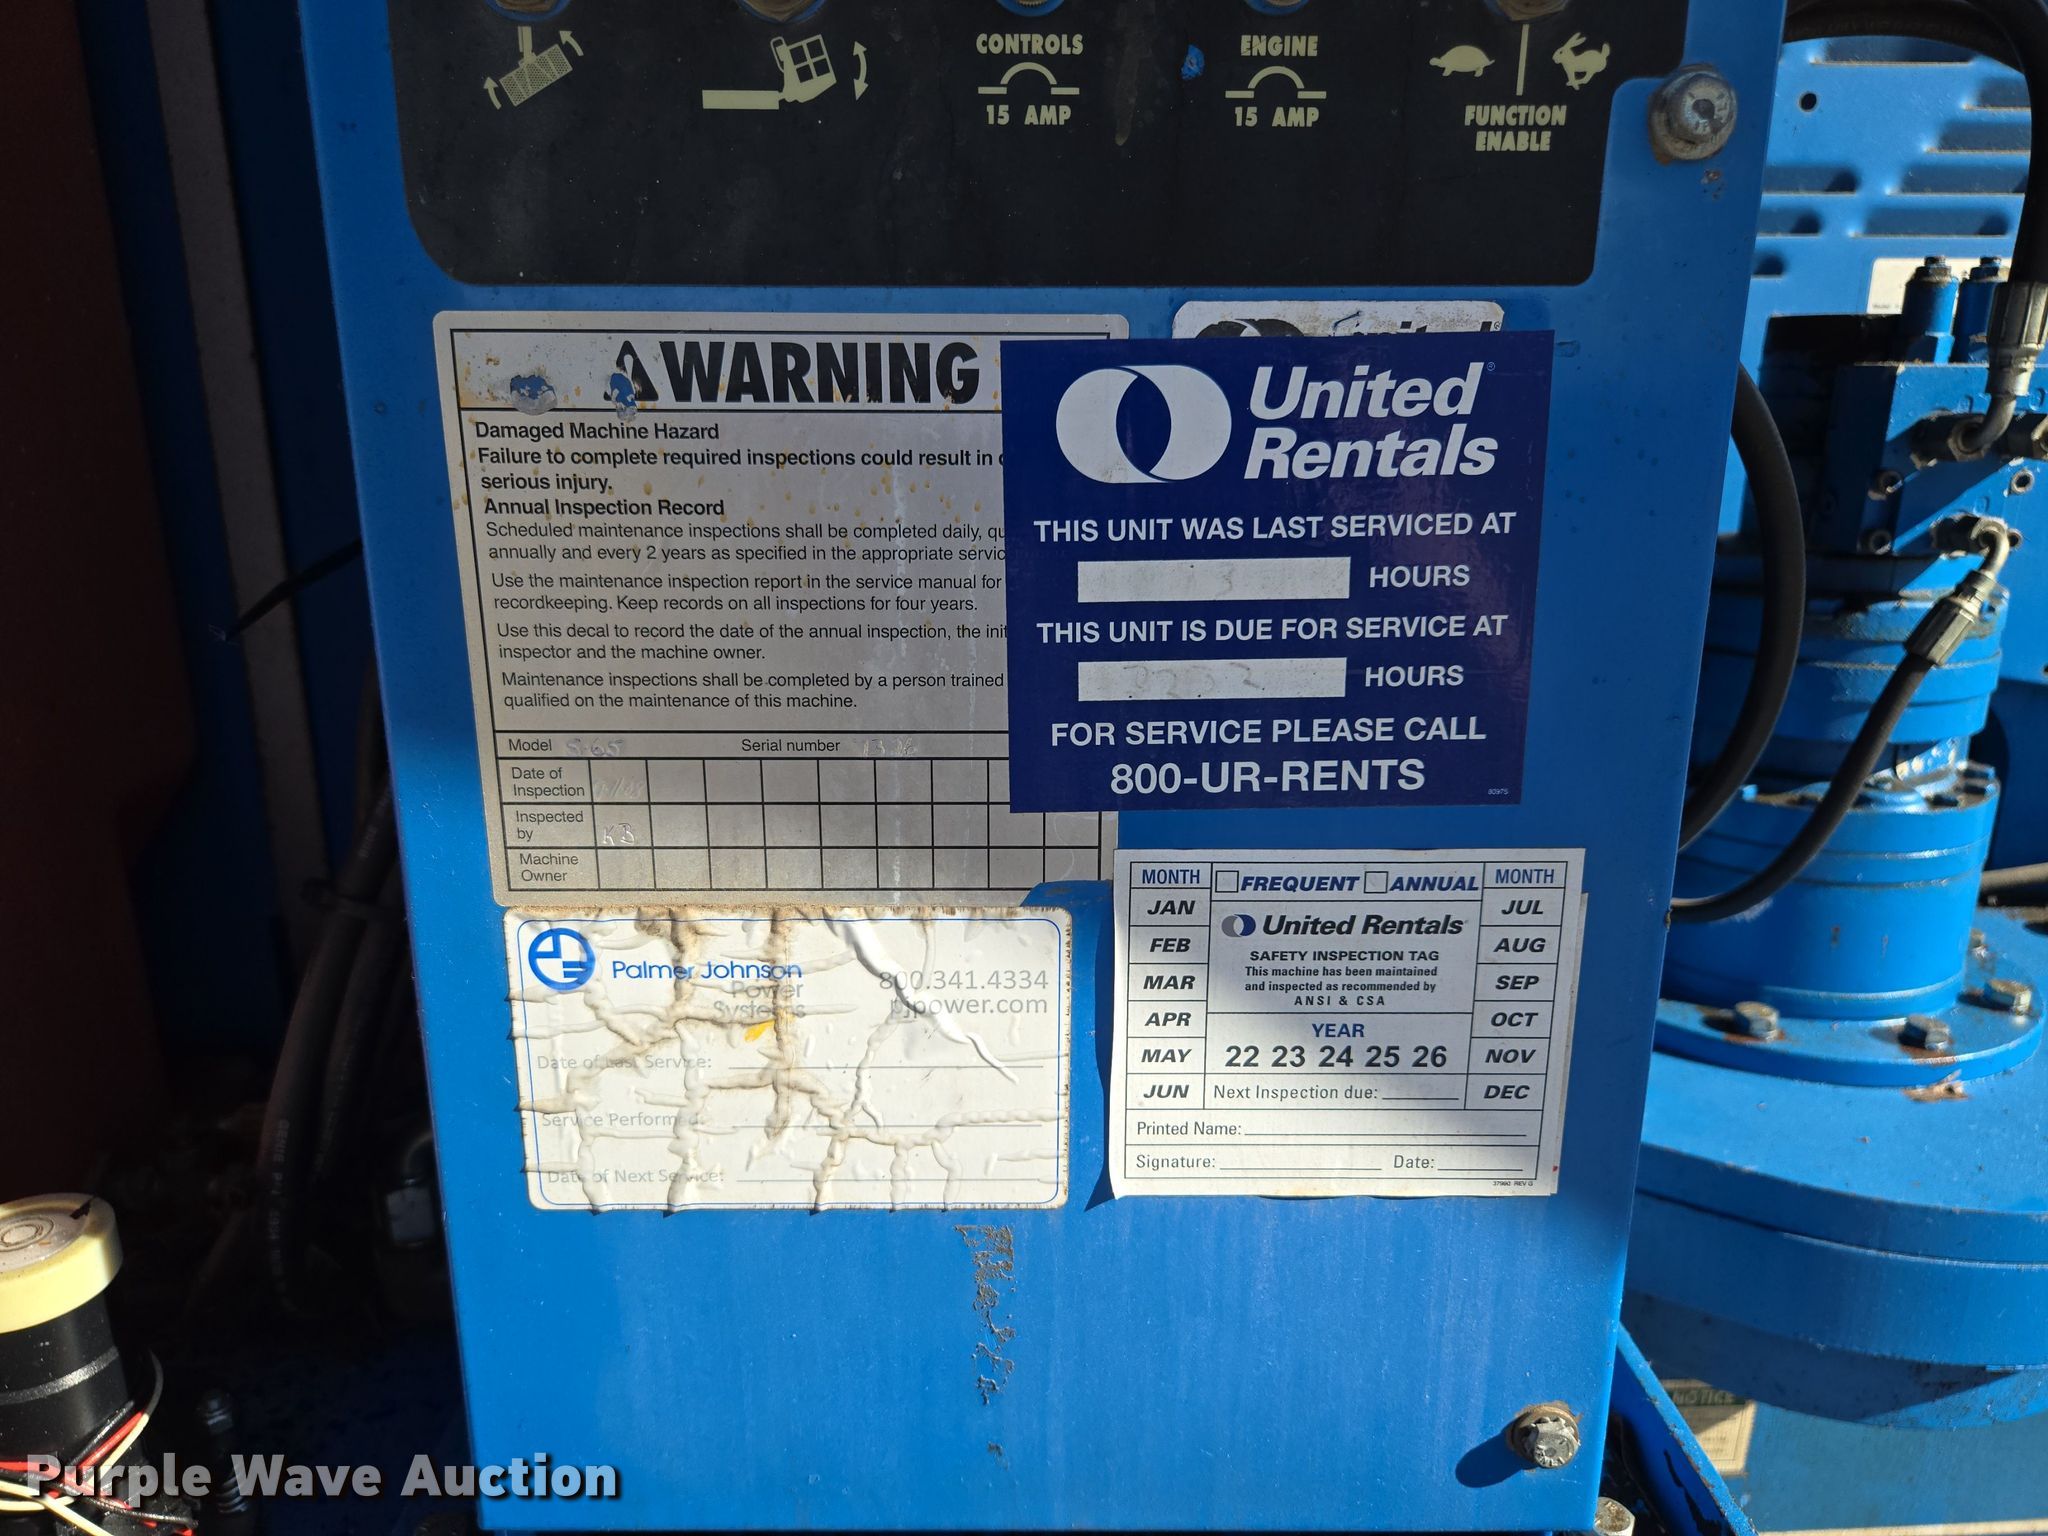 CONTROLS
15 AMP
ENGINE
15 AMP
FUNCTION
ENABLE
WARNING
Damaged Machine Hazard
Failure to complete required inspections could result in
serious injury.
Annual Inspection Record
Scheduled maintenance inspections shall be completed daily,
annually and every 2 years as specified in the appropriate
Use the maintenance inspection report in the service manual for
recordkeeping. Keep records on all inspections for four years.
Use this decal to record the date of the annual inspection, the
inspector and the machine owner.
Maintenance inspections shall be completed by a person trained
qualified on the maintenance of this machine.
Model S-65 Serial number
Date of
Inspection
Inspected
by KB
Machine
Owner
United
Rentals
THIS UNIT WAS LAST SERVICED AT
HOURS
THIS UNIT IS DUE FOR SERVICE AT
HOURS
FOR SERVICE PLEASE CALL
800-UR-RENTS
80975
Palmer Johnson
Power
Systems
800.341.4334
pjpower.com
Date of Last Service:
Service Performed:
Date of Next Service:
MONTH FREQUENT ANNUAL MONTH
JAN
FEB
MAR
APR
MAY
JUN
United Rentals
SAFETY INSPECTION TAG
This machine has been maintained
and inspected as recommended by
ANSI & CSA
YEAR
22 23 24 25 26
Next Inspection due:
JUL
AUG
SEP
OCT
NOV
DEC
Printed Name:
Signature: Date:
37980 REV G
NOTICE
Purple Wave Auction